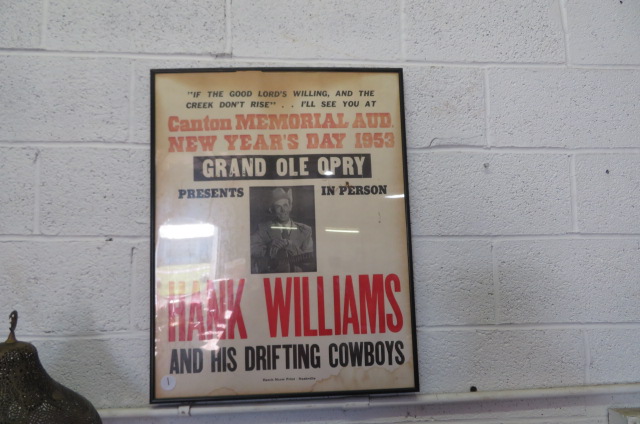 "IF THE GOOD LORD'S WILLING, AND THE
CREEK DON'T RISE" . . I'LL SEE YOU AT
Canton MEMORIAL AUD.
NEW YEAR'S DAY 1953
GRAND OLE OPRY
PRESENTS IN PERSON
HANK WILLIAMS
AND HIS DRIFTING COWBOYS
1